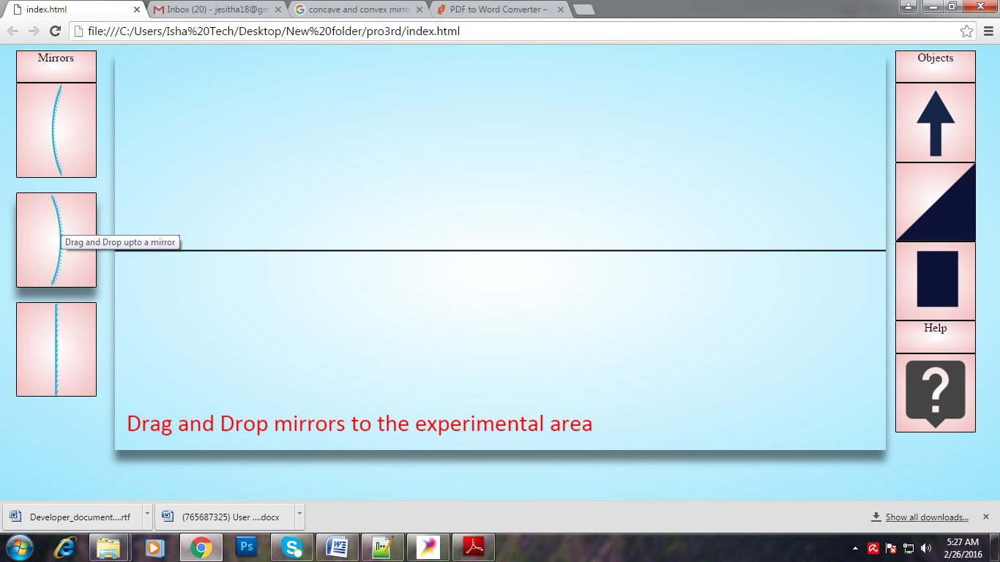 index.html
Inbox (20) - jesitha18@gm
concave and convex mirro
PDF to Word Converter –
file:///C:/Users/Isha%20Tech/Desktop/New%20folder/pro3rd/index.html
Mirrors
Objects
Drag and Drop upto a mirror
Help
?
Drag and Drop mirrors to the experimental area
Developer_document....rtf
(765687325) User ....docx
Show all downloads...
Ps
5:27 AM
2/26/2016